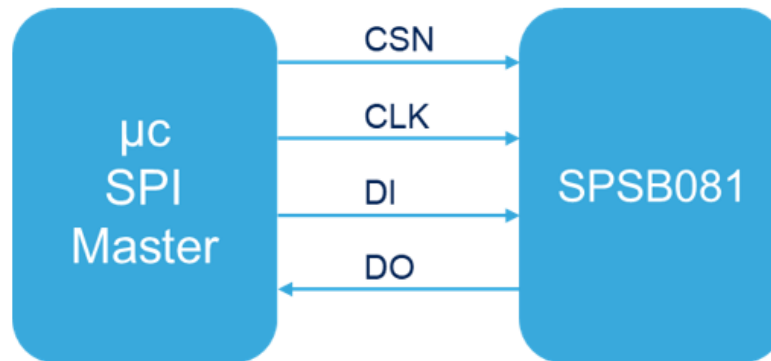 µc
SPI
Master
CSN
CLK
DI
DO
SPSB081